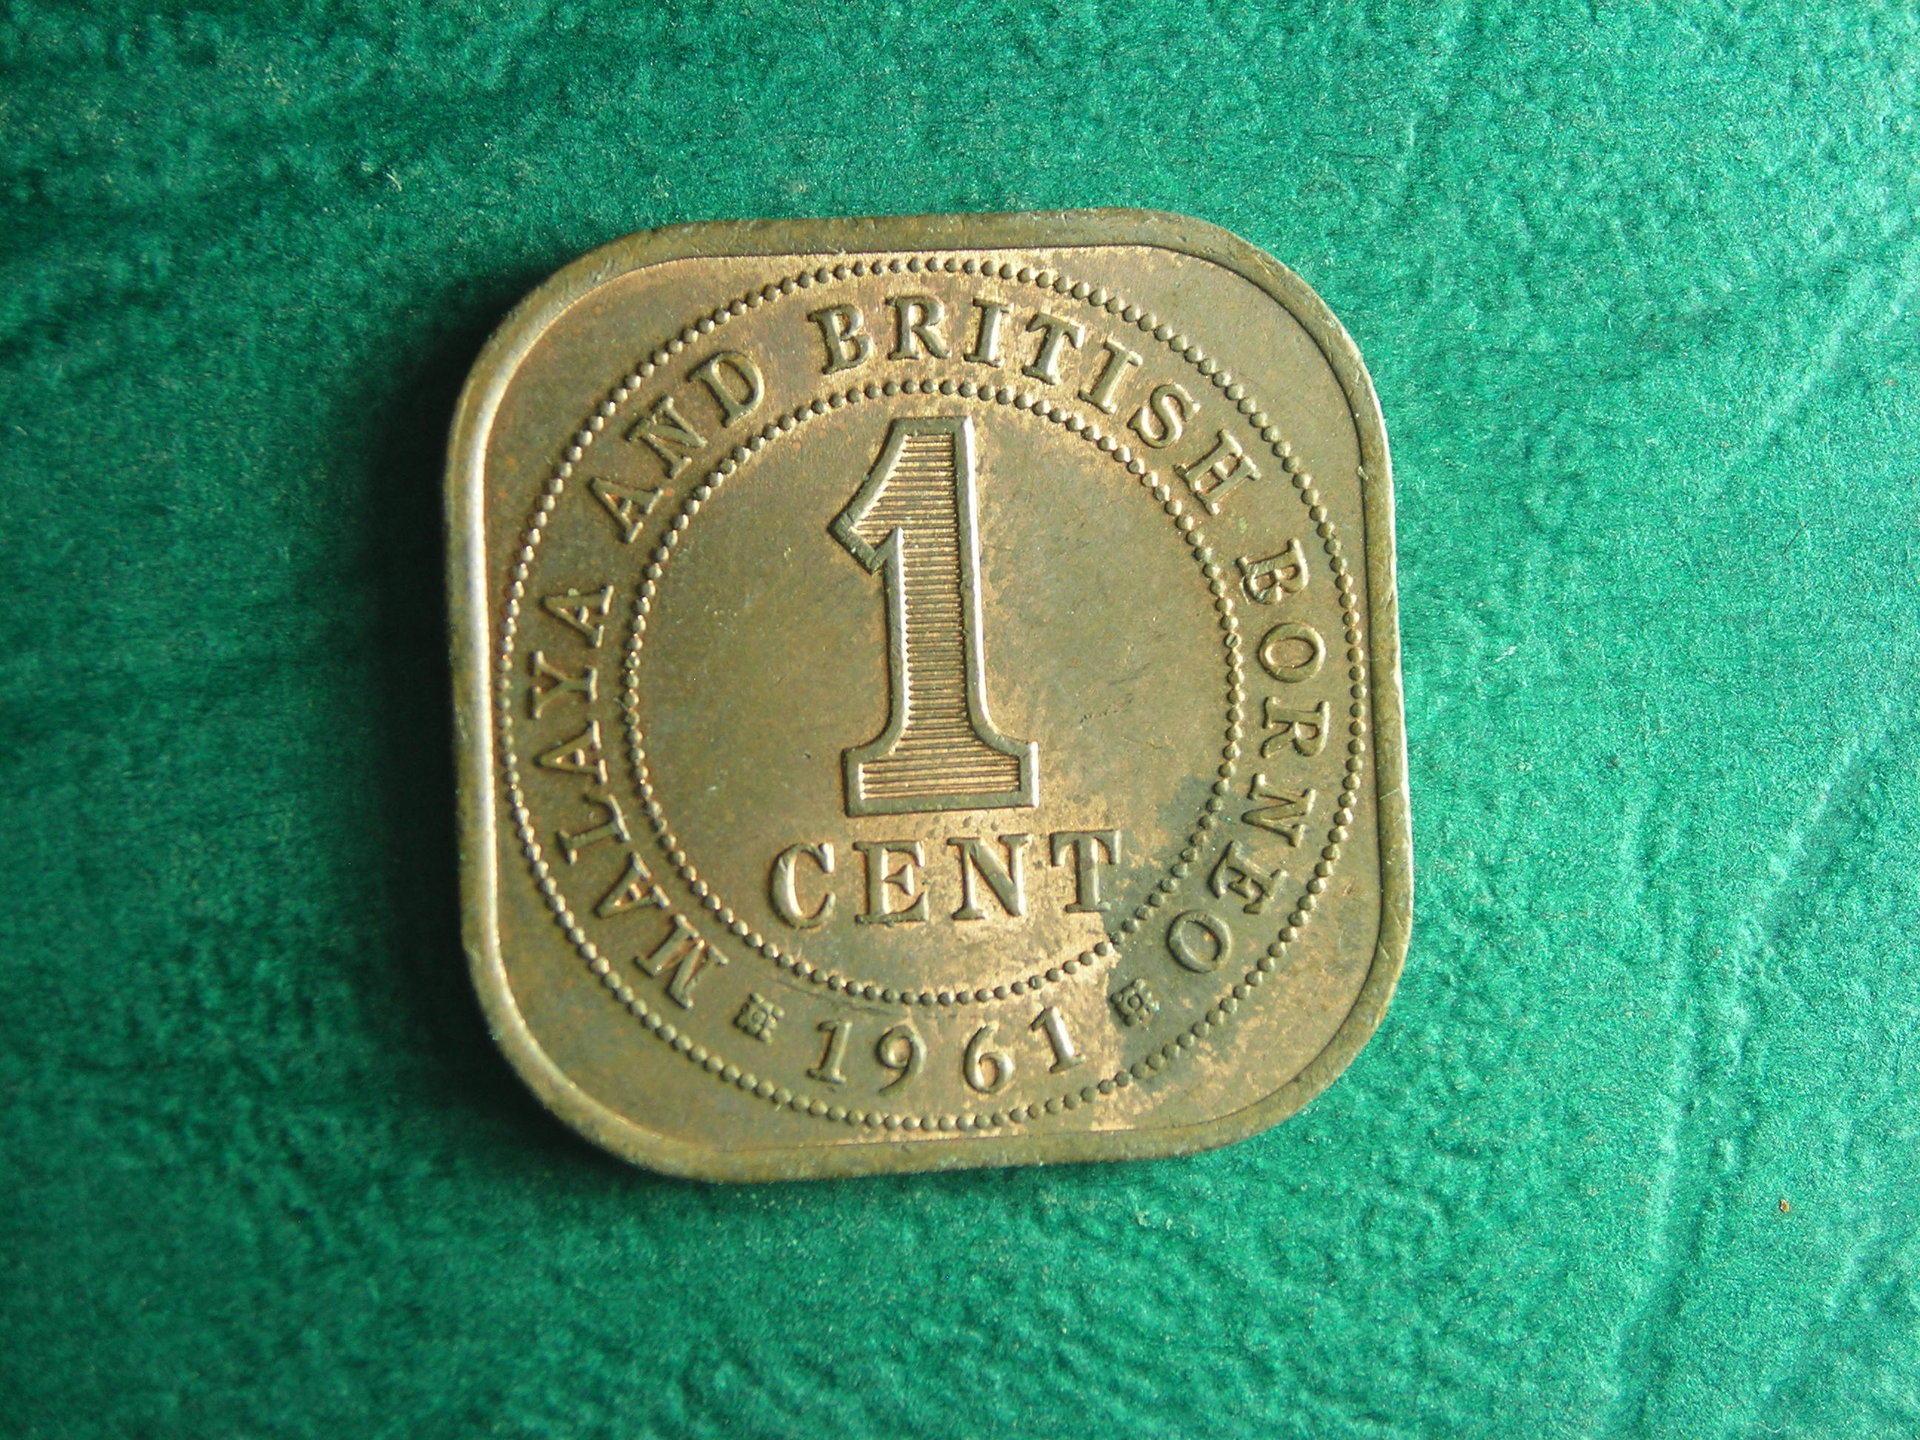 MALAYA AND BRITISH BORNEO
1
CENT
1961